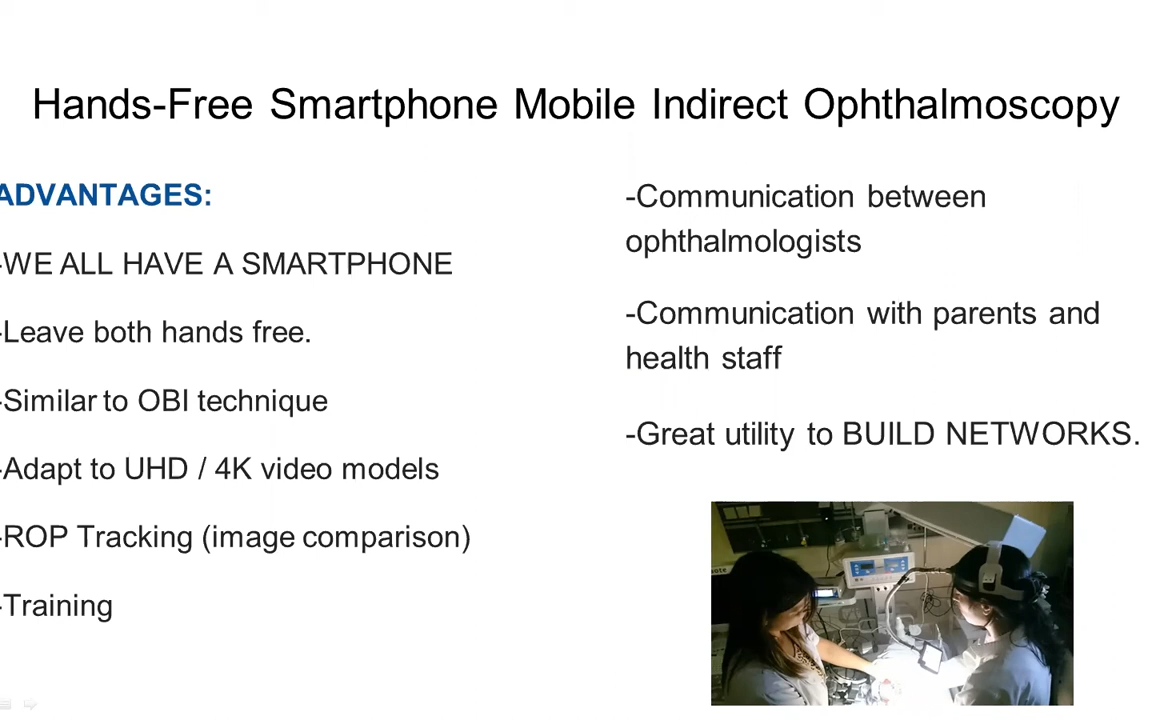 Hands-Free Smartphone Mobile Indirect Ophthalmoscopy
ADVANTAGES:
-WE ALL HAVE A SMARTPHONE
-Leave both hands free.
-Similar to OBI technique
-Adapt to UHD / 4K video models
-ROP Tracking (image comparison)
-Training
-Communication between
ophthalmologists
-Communication with parents and
health staff
-Great utility to BUILD NETWORKS.